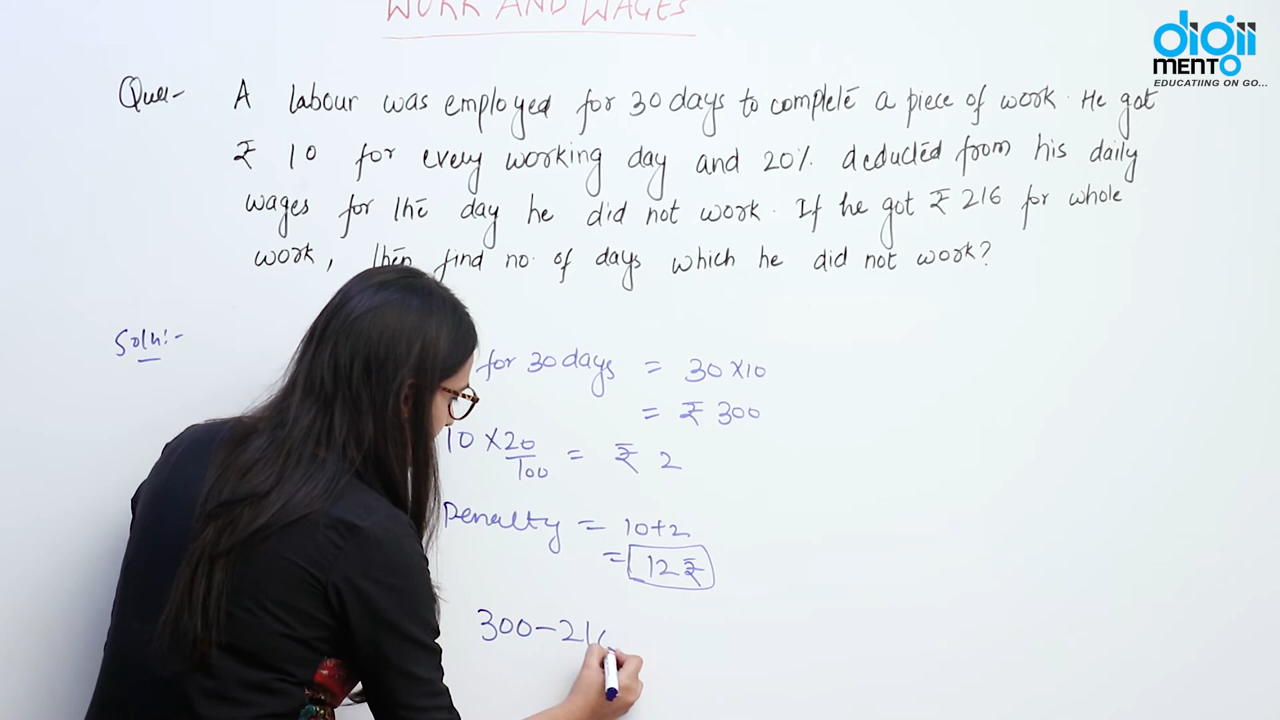 WORK AND WAGES
digii
MENTO
EDUCATIING ON GO...
Ques- A labour was employed for 30 days to complete a piece of work. He got
₹ 10 for every working day and 20% deducted from his daily
wages for the day he did not work. If he got ₹ 216 for whole
work, then find no. of days which he did not work?
Soln:-
for 30 days = 30×10
= ₹ 300
10 × 20/100 = ₹ 2
Penalty = 10+2
= 12 ₹
300-216